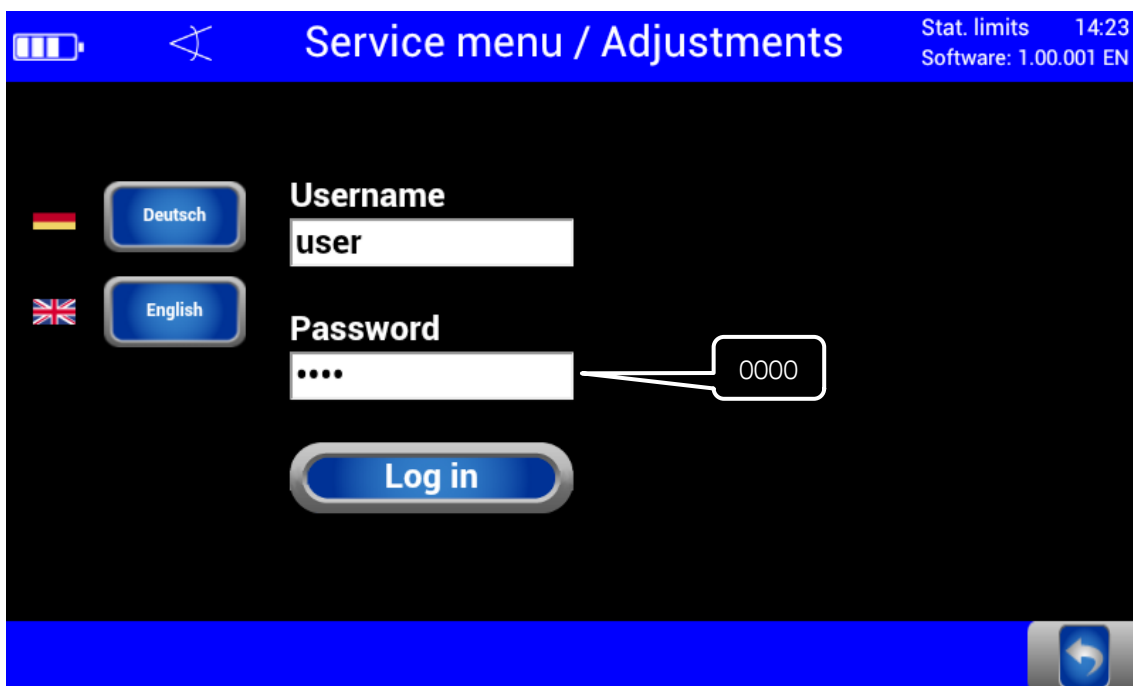 Service menu / Adjustments
Stat. limits 14:23
Software: 1.00.001 EN
Deutsch
English
Username
user
Password
••••
0000
Log in